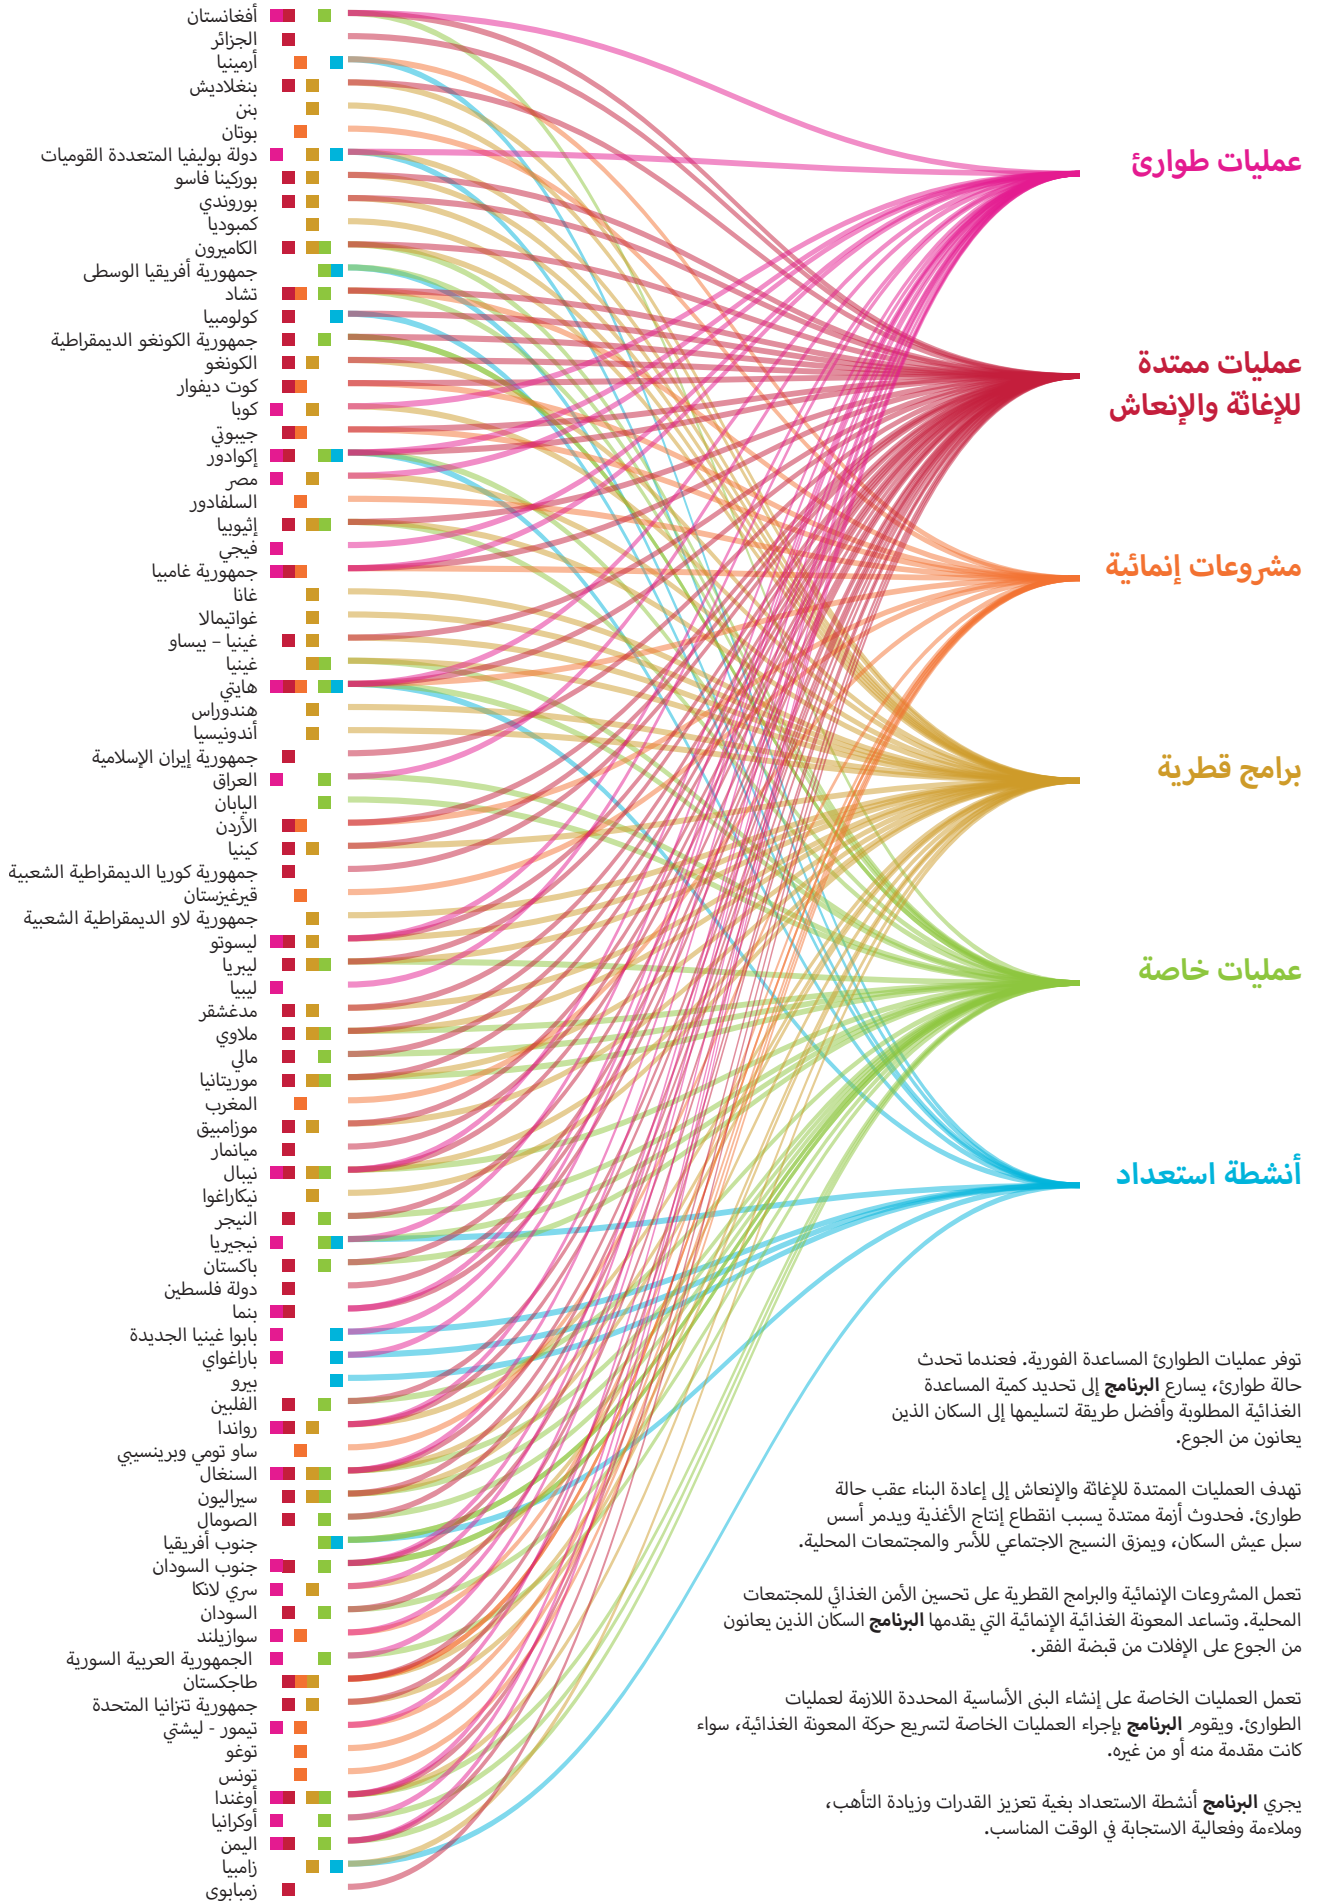 أفغانستان
الجزائر
أرمينيا
بنغلاديش
بنن
بوتان
دولة بوليفيا المتعددة القوميات
بوركينا فاسو
بوروندي
كمبوديا
الكاميرون
جمهورية أفريقيا الوسطى
تشاد
كولومبيا
جمهورية الكونغو الديمقراطية
الكونغو
كوت ديفوار
كوبا
جيبوتي
إكوادور
مصر
السلفادور
إثيوبيا
فيجي
جمهورية غامبيا
غانا
غواتيمالا
غينيا – بيساو
غينيا
هايتي
هندوراس
أندونيسيا
جمهورية إيران الإسلامية
العراق
اليابان
الأردن
كينيا
جمهورية كوريا الديمقراطية الشعبية
قيرغيزستان
جمهورية لاو الديمقراطية الشعبية
ليسوتو
ليبريا
ليبيا
مدغشقر
ملاوي
مالي
موريتانيا
المغرب
موزامبيق
ميانمار
نيبال
نيكاراغوا
النيجر
نيجيريا
باكستان
دولة فلسطين
بنما
بابوا غينيا الجديدة
باراغواي
بيرو
الفلبين
رواندا
ساو تومي وبرينسيبي
السنغال
سيراليون
الصومال
جنوب أفريقيا
جنوب السودان
سري لانكا
السودان
سوازيلند
الجمهورية العربية السورية
طاجكستان
جمهورية تنزانيا المتحدة
تيمور - ليشتي
توغو
تونس
أوغندا
أوكرانيا
اليمن
زامبيا
زمبابوى
عمليات طوارئ
عمليات ممتدة
للإغاثة والإنعاش
مشروعات إنمائية
برامج قطرية
عمليات خاصة
أنشطة استعداد
توفر عمليات الطوارئ المساعدة الفورية. فعندما تحدث
حالة طوارئ، يسارع البرنامج إلى تحديد كمية المساعدة
الغذائية المطلوبة وأفضل طريقة لتسليمها إلى السكان الذين
يعانون من الجوع.
تهدف العمليات الممتدة للإغاثة والإنعاش إلى إعادة البناء عقب حالة
طوارئ. فحدوث أزمة ممتدة يسبب انقطاع إنتاج الأغذية ويدمر أسس
سبل عيش السكان، ويمزق النسيج الاجتماعي للأسر والمجتمعات المحلية.
تعمل المشروعات الإنمائية والبرامج القطرية على تحسين الأمن الغذائي للمجتمعات
المحلية. وتساعد المعونة الغذائية الإنمائية التي يقدمها البرنامج السكان الذين يعانون
من الجوع على الإفلات من قبضة الفقر.
تعمل العمليات الخاصة على إنشاء البنى الأساسية المحددة اللازمة لعمليات
الطوارئ. ويقوم البرنامج بإجراء العمليات الخاصة لتسريع حركة المعونة الغذائية، سواء
كانت مقدمة منه أو من غيره.
يجري البرنامج أنشطة الاستعداد بغية تعزيز القدرات وزيادة التأهب،
وملاءمة وفعالية الاستجابة في الوقت المناسب.